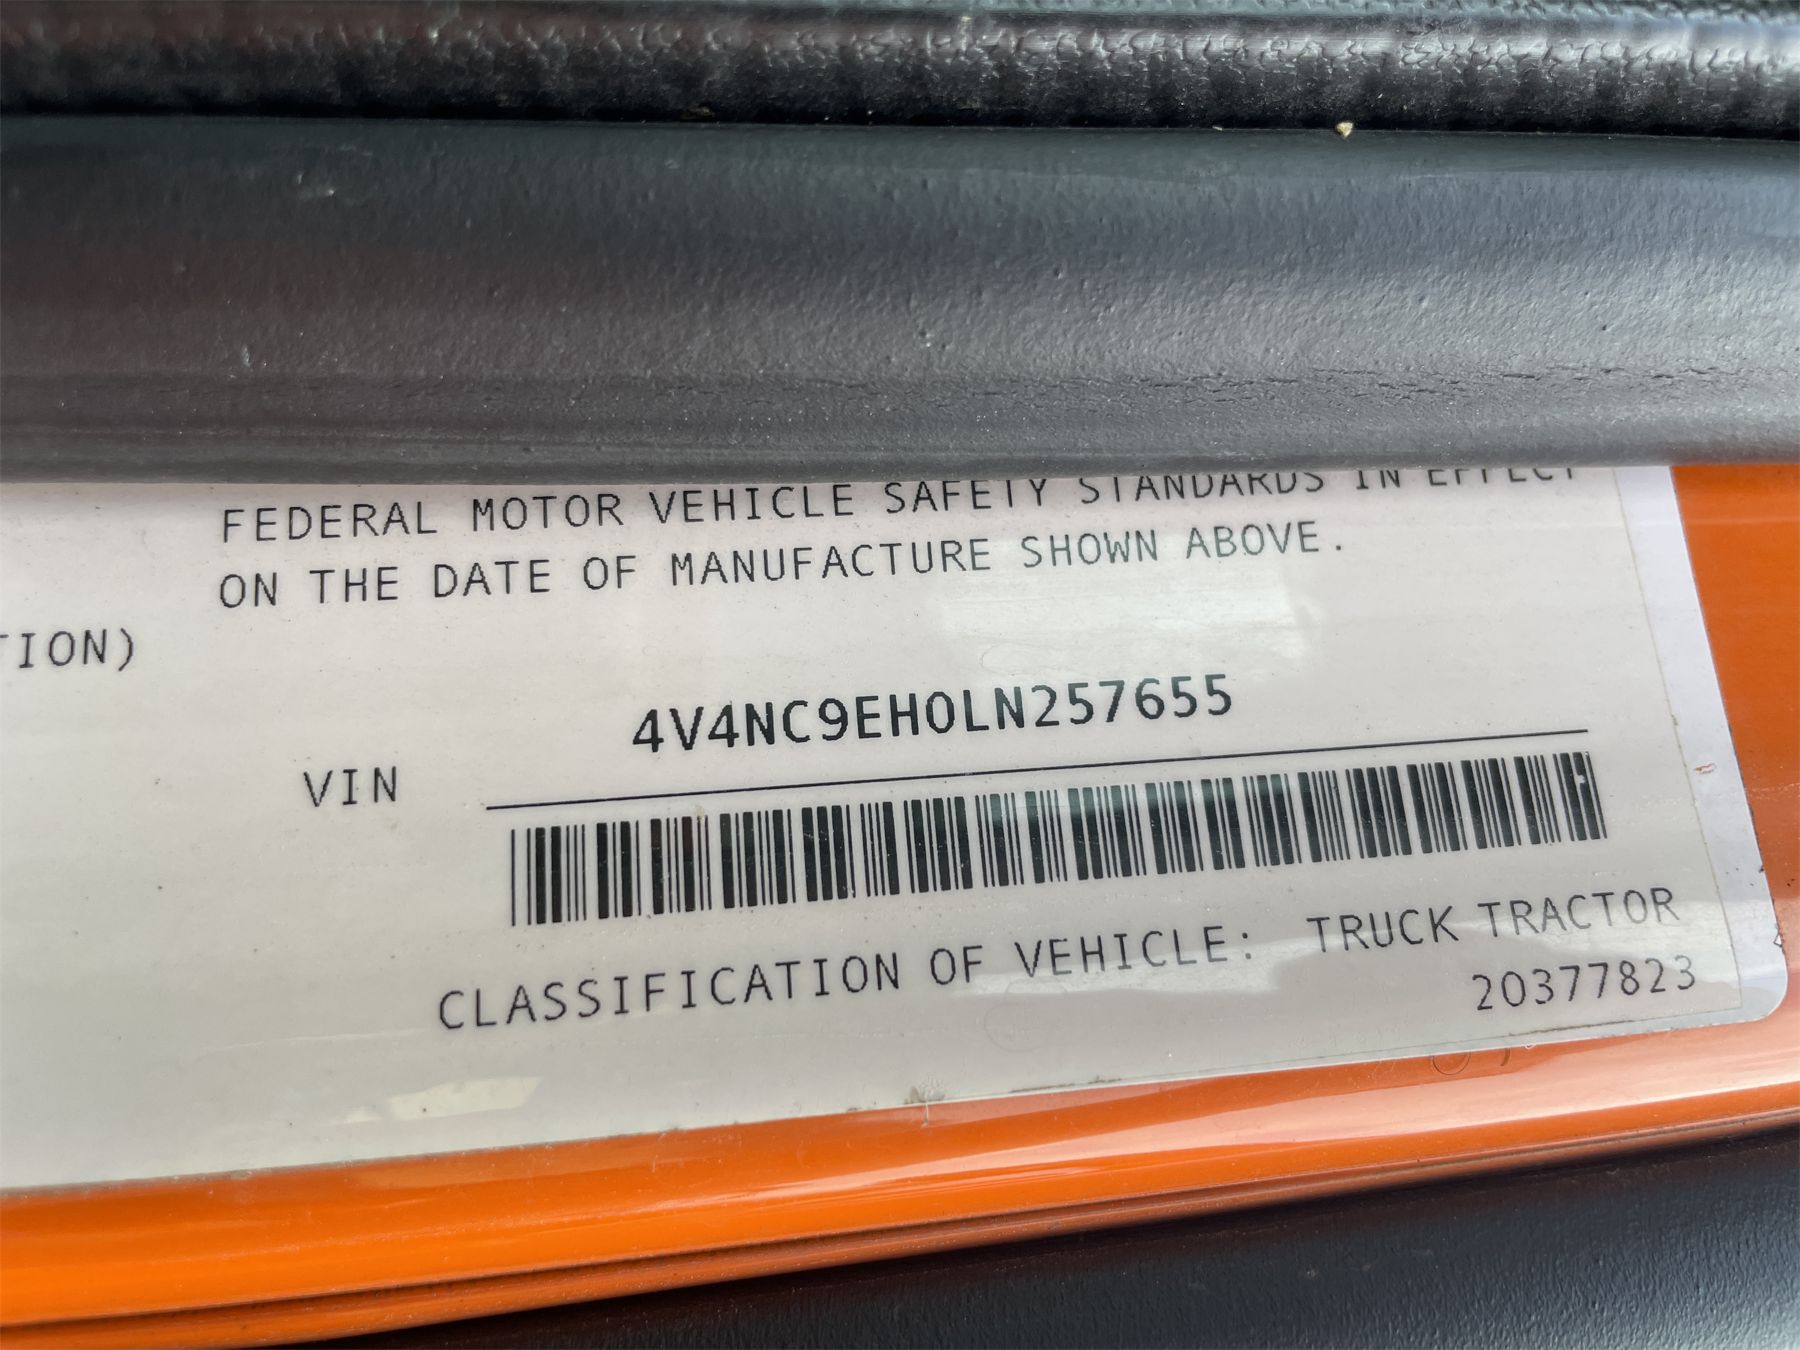 FEDERAL MOTOR VEHICLE SAFETY STANDARDS IN EFFECT
ON THE DATE OF MANUFACTURE SHOWN ABOVE.
TION)
4V4NC9EH0LN257655
VIN
CLASSIFICATION OF VEHICLE: TRUCK TRACTOR
20377823